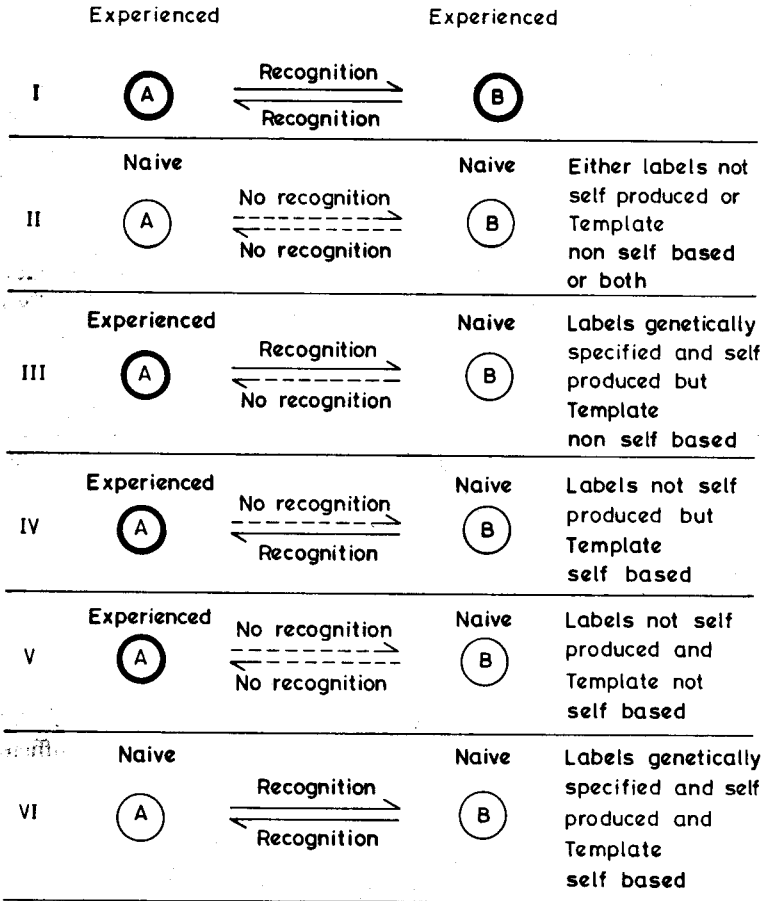 Experienced Experienced
I A Recognition B
Recognition
Naive Naive Either labels not
II A No recognition B self produced or
No recognition Template
non self based
or both
Experienced Naive Labels genetically
III A Recognition B specified and self
No recognition produced but
Template
non self based
Experienced Naive Labels not self
IV A No recognition B produced but
Recognition Template
self based
Experienced Naive Labels not self
V A No recognition B produced and
No recognition Template not
self based
Naive Naive Labels genetically
VI A Recognition B specified and self
Recognition produced and
Template
self based